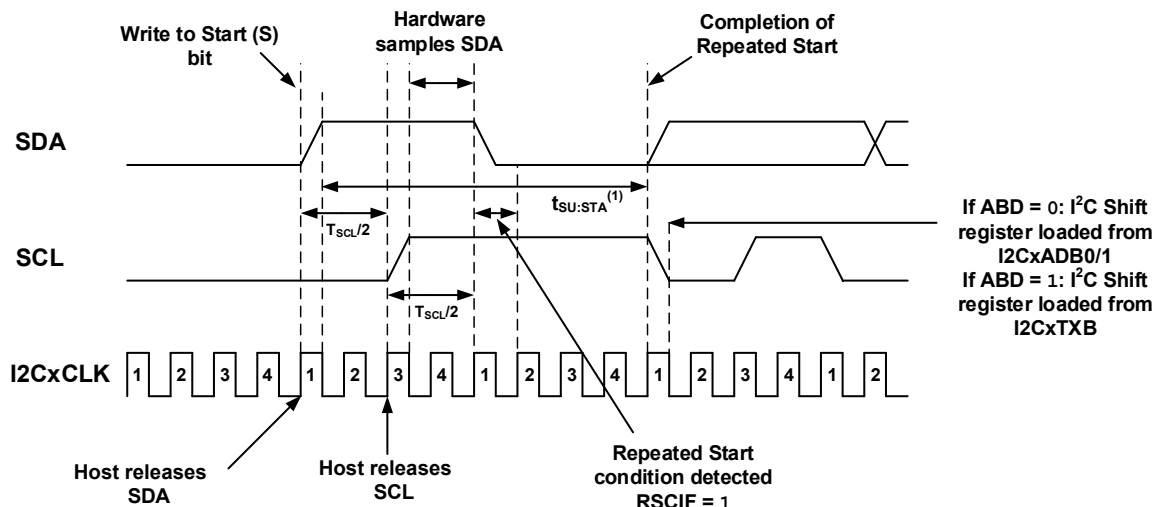 Write to Start (S)
bit
Hardware
samples SDA
Completion of
Repeated Start
SDA
tSU:STA(1)
TSCL/2
SCL
TSCL/2
If ABD = 0: I2C Shift
register loaded from
I2CxADB0/1
If ABD = 1: I2C Shift
register loaded from
I2CxTXB
I2CxCLK
1 2 3 4 1 2 3 4 1 2 3 4 1 2 3 4 1 2
Host releases
SDA
Host releases
SCL
Repeated Start
condition detected
RSCIF = 1